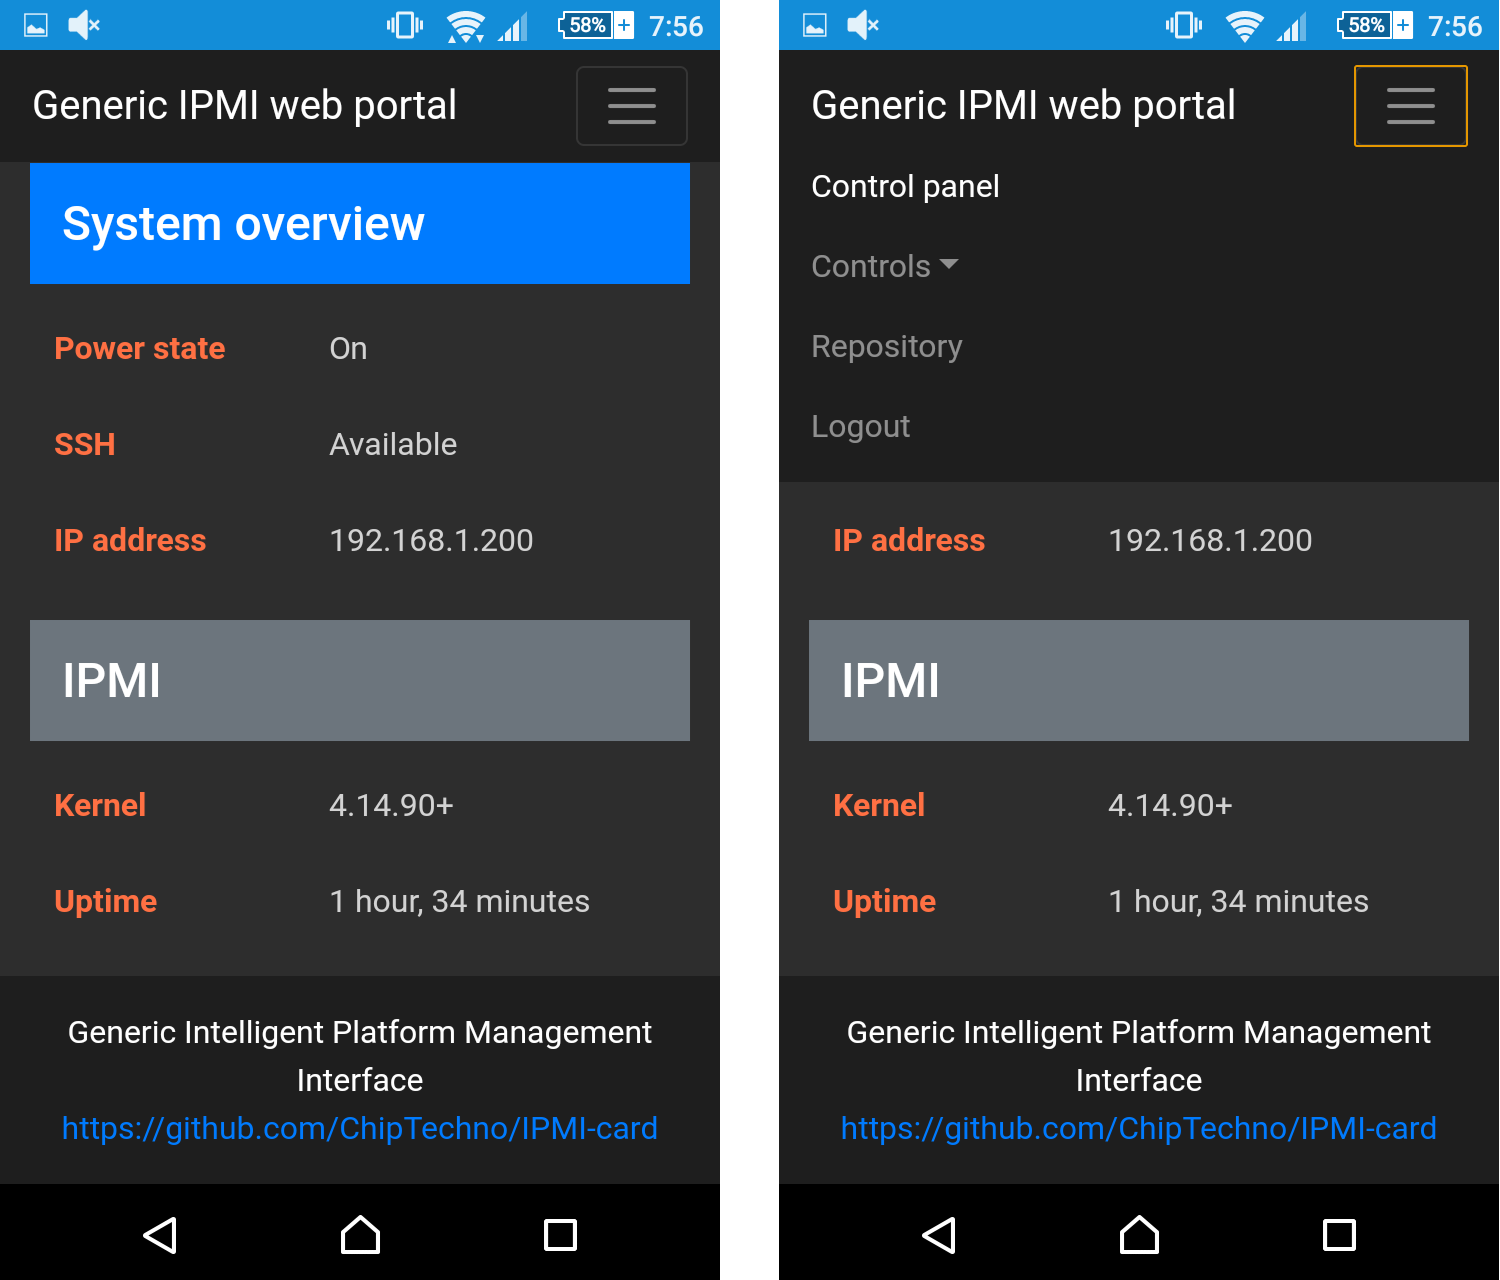 58%
7:56
Generic IPMI web portal
System overview
Power state On
SSH Available
IP address 192.168.1.200
IPMI
Kernel 4.14.90+
Uptime 1 hour, 34 minutes
Generic Intelligent Platform Management
Interface
https://github.com/ChipTechno/IPMI-card
58%
7:56
Generic IPMI web portal
Control panel
Controls
Repository
Logout
IP address 192.168.1.200
IPMI
Kernel 4.14.90+
Uptime 1 hour, 34 minutes
Generic Intelligent Platform Management
Interface
https://github.com/ChipTechno/IPMI-card